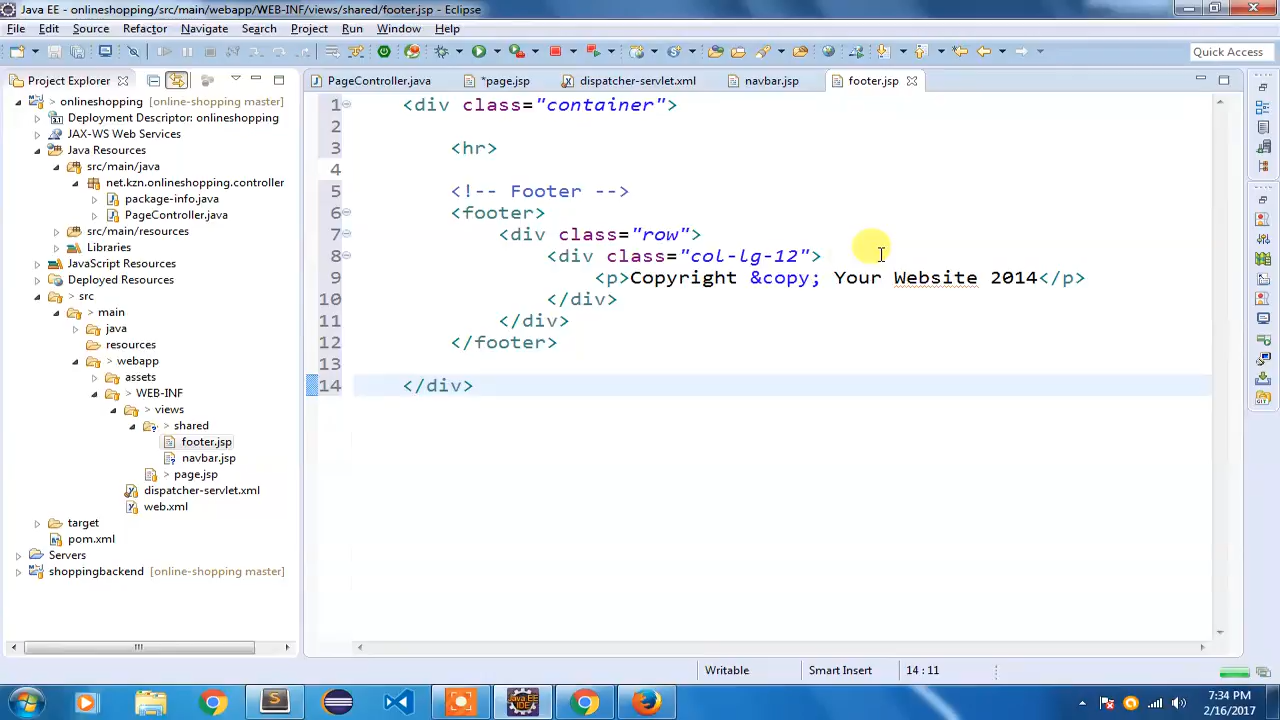 Java EE - onlineshopping/src/main/webapp/WEB-INF/views/shared/footer.jsp - Eclipse
File Edit Source Refactor Navigate Search Project Run Window Help
Quick Access
Project Explorer
PageController.java *page.jsp dispatcher-servlet.xml navbar.jsp footer.jsp
> onlineshopping [online-shopping master]
Deployment Descriptor: onlineshopping
JAX-WS Web Services
Java Resources
src/main/java
net.kzn.onlineshopping.controller
package-info.java
PageController.java
src/main/resources
Libraries
JavaScript Resources
Deployed Resources
> src
> main
java
resources
> webapp
assets
> WEB-INF
> views
> shared
footer.jsp
navbar.jsp
> page.jsp
dispatcher-servlet.xml
web.xml
target
pom.xml
Servers
shoppingbackend [online-shopping master]
1 <div class="container">
2
3 <hr>
4
5 <!-- Footer -->
6 <footer>
7 <div class="row">
8 <div class="col-lg-12">
9 <p>Copyright &copy; Your Website 2014</p>
10 </div>
11 </div>
12 </footer>
13
14 </div>
Writable Smart Insert 14 : 11
Java EE
IDE
7:34 PM
2/16/2017